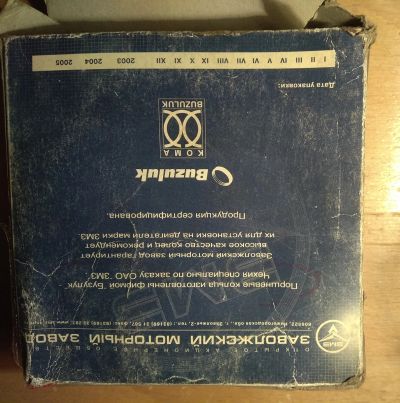 ОТКРЫТОЕ АКЦИОНЕРНОЕ ОБЩЕСТВО
ЗАВОЛЖСКИЙ МОТОРНЫЙ ЗАВОД
ЗМЗ
Поршневые кольца изготовлены фирмой Бузулук,
Чехия специально по заказу ОАО ЗМЗ.
Заволжский моторный завод гарантирует
высокое качество колец и рекомендует
их для установки на двигатели марки ЗМЗ.
Продукция сертифицирована.
Buzuluk
KOMA
BUZULUK
Дата упаковки:
I II III IV V VI VII VIII IX X XI XII 2003 2004 2005